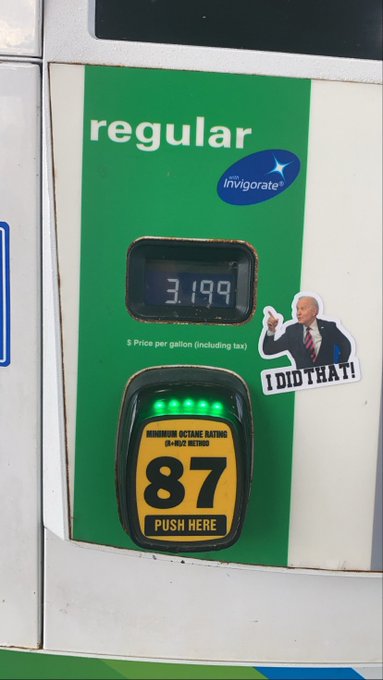 regular
with
Invigorate®
3.199
$ Price per gallon (including tax)
I DID THAT!
MINIMUM OCTANE RATING
(R+M)/2 METHOD
87
PUSH HERE